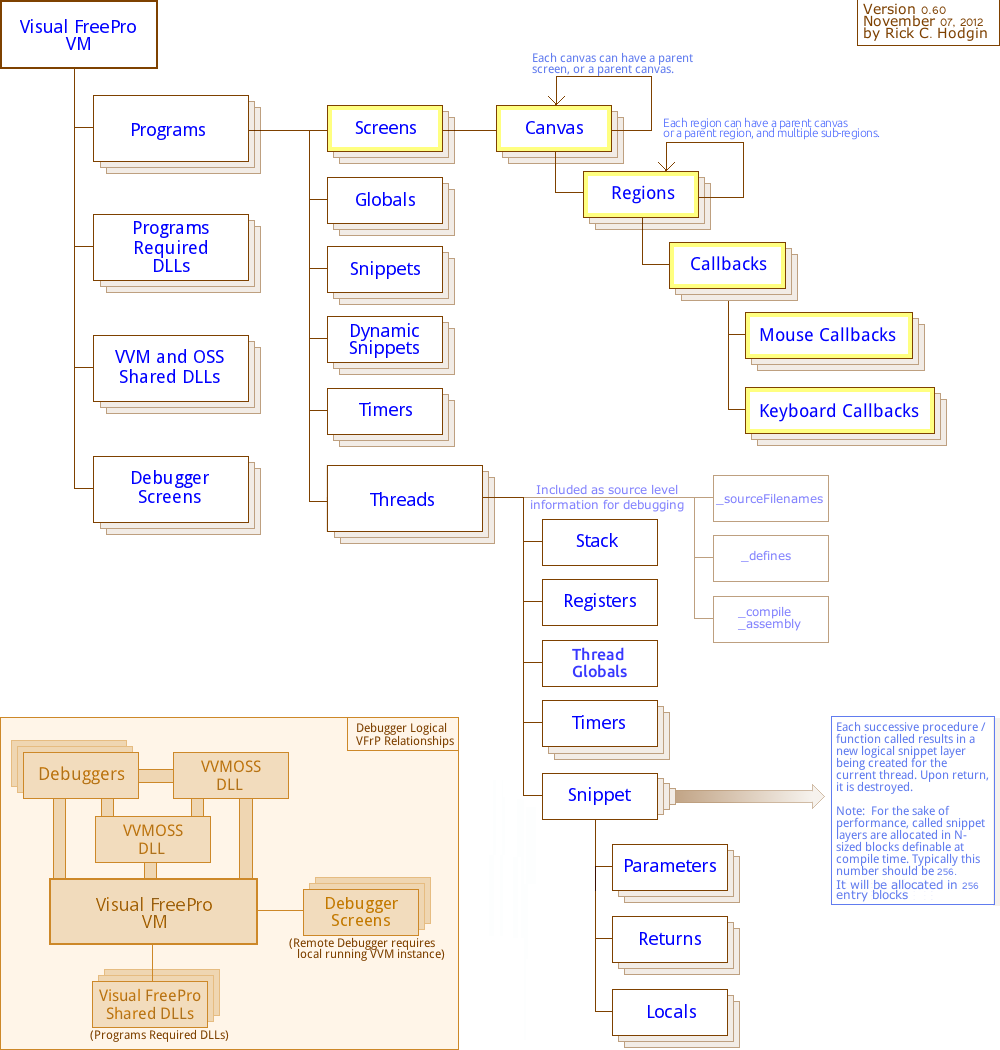 Visual FreePro
VM
Version 0.60
November 07, 2012
by Rick C. Hodgin
Each canvas can have a parent
screen, or a parent canvas.
Programs
Screens
Canvas
Each region can have a parent canvas
or a parent region, and multiple sub-regions.
Globals
Regions
Programs
Required
DLLs
Snippets
Callbacks
Dynamic
Snippets
Mouse Callbacks
VVM and OSS
Shared DLLs
Timers
Keyboard Callbacks
Debugger
Screens
Threads
Included as source level
information for debugging
_sourceFilenames
Stack
_defines
Registers
_compile
_assembly
Thread
Globals
Timers
Snippet
Each successive procedure /
function called results in a
new logical snippet layer
being created for the
current thread. Upon return,
it is destroyed.
Note: For the sake of
performance, called snippet
layers are allocated in N-
sized blocks definable at
compile time. Typically this
number should be 256.
It will be allocated in 256
entry blocks
Parameters
Returns
Locals
Debugger Logical
VFrP Relationships
Debuggers
VVMOSS
DLL
VVMOSS
DLL
Visual FreePro
VM
Debugger
Screens
(Remote Debugger requires
local running VVM instance)
Visual FreePro
Shared DLLs
(Programs Required DLLs)